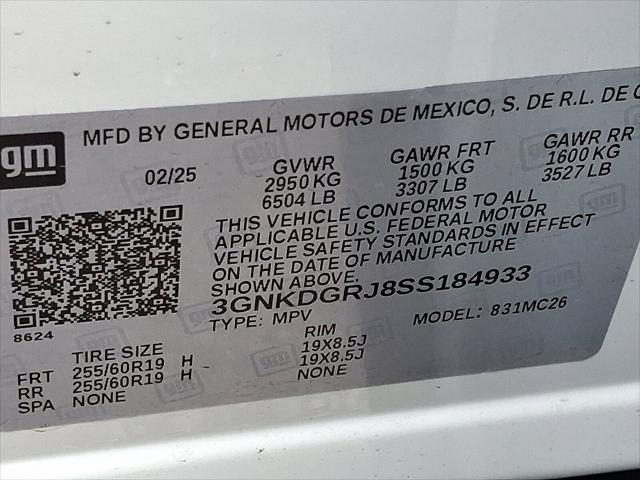 gm
MFD BY GENERAL MOTORS DE MEXICO, S. DE R.L. DE C
02/25
GVWR
2950 KG
6504 LB
GAWR FRT
1500 KG
3307 LB
GAWR RR
1600 KG
3527 LB
THIS VEHICLE CONFORMS TO ALL
APPLICABLE U.S. FEDERAL MOTOR
VEHICLE SAFETY STANDARDS IN EFFECT
ON THE DATE OF MANUFACTURE
SHOWN ABOVE.
3GNKDGRJ8SS184933
TYPE: MPV
MODEL: 831MC26
8624
TIRE SIZE
RIM
FRT 255/60R19 H 19X8.5J
RR 255/60R19 H 19X8.5J
SPA NONE NONE